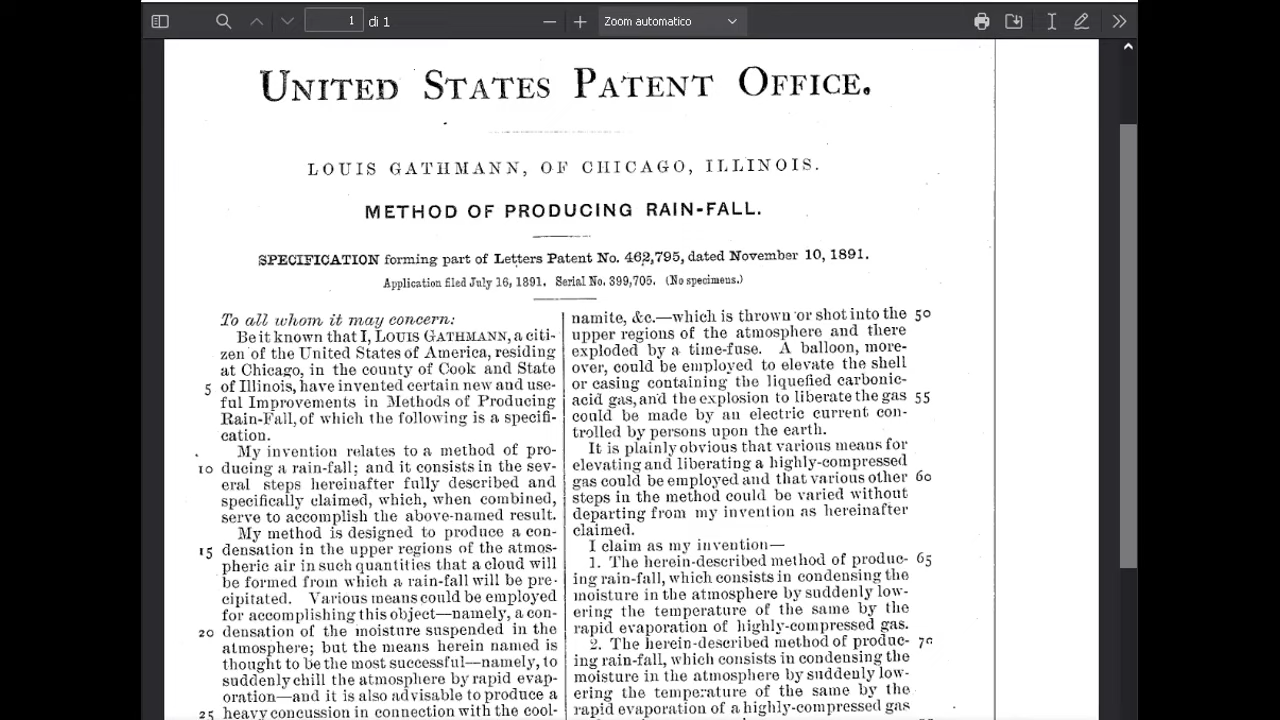 1 di 1
Zoom automatico
UNITED STATES PATENT OFFICE.
LOUIS GATHMANN, OF CHICAGO, ILLINOIS.
METHOD OF PRODUCING RAIN-FALL.
SPECIFICATION forming part of Letters Patent No. 462,795, dated November 10, 1891.
Application filed July 16, 1891. Serial No. 399,705. (No specimens.)
To all whom it may concern:
Be it known that I, LOUIS GATHMANN, a citi-
zen of the United States of America, residing
at Chicago, in the county of Cook and State
5 of Illinois, have invented certain new and use-
ful Improvements in Methods of Producing
Rain-Fall, of which the following is a specifi-
cation.
My invention relates to a method of pro-
10 ducing a rain-fall; and it consists in the sev-
eral steps hereinafter fully described and
specifically claimed, which, when combined,
serve to accomplish the above-named result.
My method is designed to produce a con-
15 densation in the upper regions of the atmos-
pheric air in such quantities that a cloud will
be formed from which a rain-fall will be pre-
cipitated. Various means could be employed
for accomplishing this object—namely, a con-
20 densation of the moisture suspended in the
atmosphere; but the means herein named is
thought to be the most successful—namely, to
suddenly chill the atmosphere by rapid evap-
oration—and it is also advisable to produce a
25 heavy concussion in connection with the cool-
namite, &c.—which is thrown or shot into the 50
upper regions of the atmosphere and there
exploded by a time-fuse. A balloon, more-
over, could be employed to elevate the shell
or casing containing the liquefied carbonic-
acid gas, and the explosion to liberate the gas 55
could be made by an electric current con-
trolled by persons upon the earth.
It is plainly obvious that various means for
elevating and liberating a highly-compressed
gas could be employed and that various other 60
steps in the method could be varied without
departing from my invention as hereinafter
claimed.
I claim as my invention—
1. The herein-described method of produc- 65
ing rain-fall, which consists in condensing the
moisture in the atmosphere by suddenly low-
ering the temperature of the same by the
rapid evaporation of highly-compressed gas.
2. The herein-described method of produc- 70
ing rain-fall, which consists in condensing the
moisture in the atmosphere by suddenly low-
ering the temperature of the same by the
rapid evaporation of a highly-compressed gas